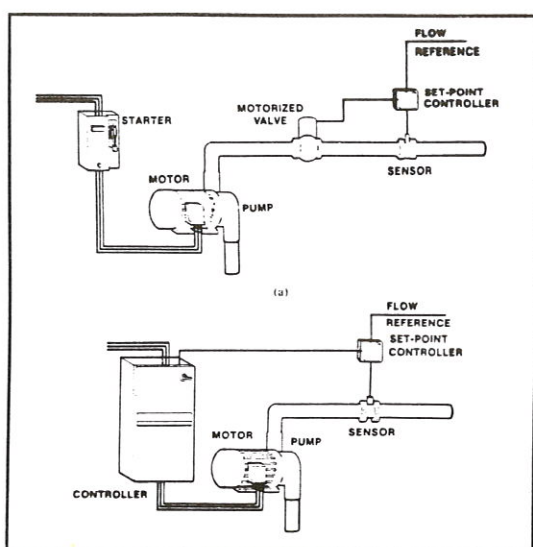 FLOW
REFERENCE
SET-POINT
CONTROLLER
MOTORIZED
VALVE
STARTER
SENSOR
MOTOR
PUMP
(a)
FLOW
REFERENCE
SET-POINT
CONTROLLER
MOTOR
PUMP
SENSOR
CONTROLLER